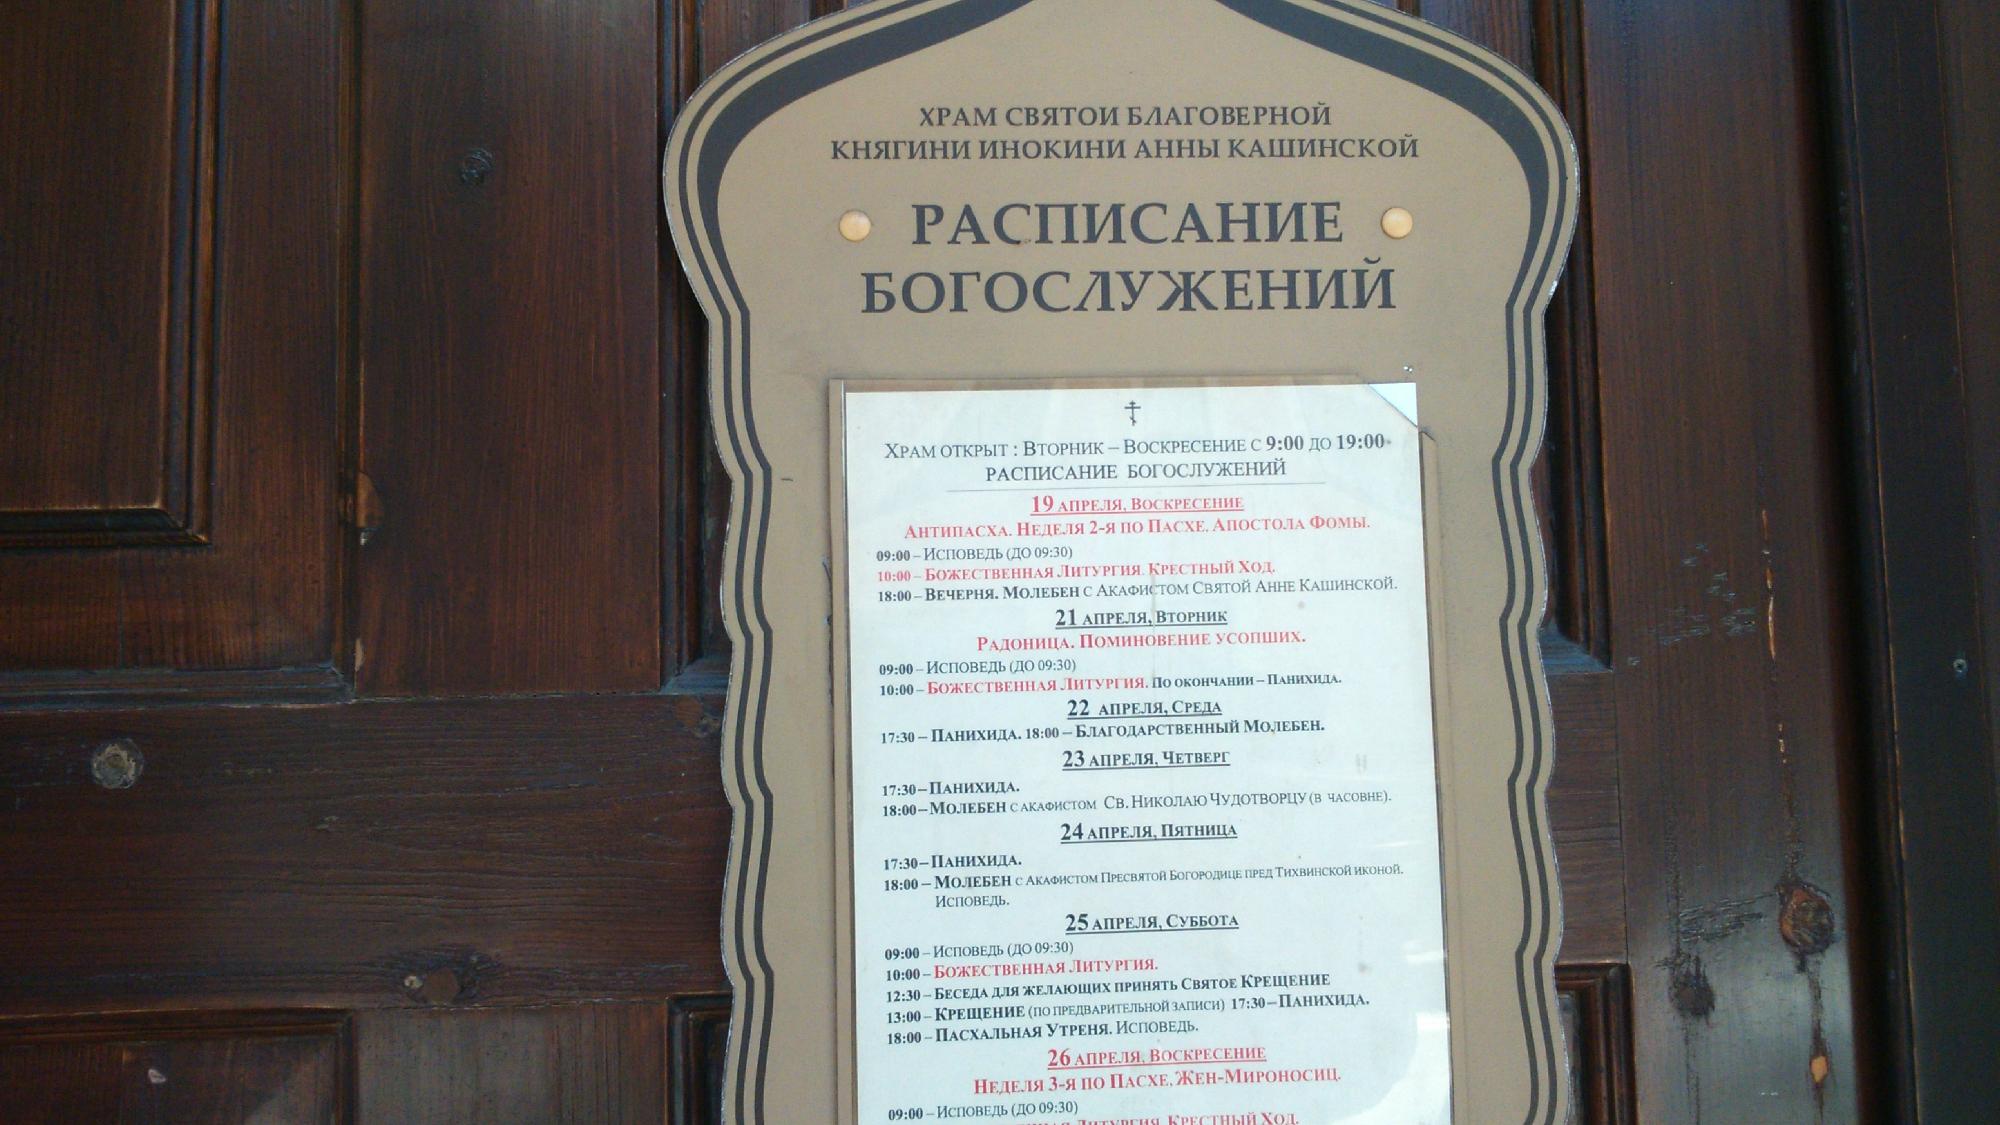 ХРАМ СВЯТОЙ БЛАГОВЕРНОЙ
КНЯГИНИ ИНОКИНИ АННЫ КАШИНСКОЙ
РАСПИСАНИЕ
БОГОСЛУЖЕНИЙ
ХРАМ ОТКРЫТ : ВТОРНИК – ВОСКРЕСЕНИЕ С 9:00 ДО 19:00
РАСПИСАНИЕ БОГОСЛУЖЕНИЙ
19 АПРЕЛЯ, ВОСКРЕСЕНИЕ
АНТИПАСХА. НЕДЕЛЯ 2-Я ПО ПАСХЕ. АПОСТОЛА ФОМЫ.
09:00 – ИСПОВЕДЬ (ДО 09:30)
10:00 – БОЖЕСТВЕННАЯ ЛИТУРГИЯ. КРЕСТНЫЙ ХОД.
18:00 – ВЕЧЕРНЯ. МОЛЕБЕН С АКАФИСТОМ СВЯТОЙ АННЕ КАШИНСКОЙ.
21 АПРЕЛЯ, ВТОРНИК
РАДОНИЦА. ПОМИНОВЕНИЕ УСОПШИХ.
09:00 – ИСПОВЕДЬ (ДО 09:30)
10:00 – БОЖЕСТВЕННАЯ ЛИТУРГИЯ. ПО ОКОНЧАНИИ – ПАНИХИДА.
22 АПРЕЛЯ, СРЕДА
17:30 – ПАНИХИДА. 18:00 – БЛАГОДАРСТВЕННЫЙ МОЛЕБЕН.
23 АПРЕЛЯ, ЧЕТВЕРГ
17:30 – ПАНИХИДА.
18:00 – МОЛЕБЕН С АКАФИСТОМ СВ. НИКОЛАЮ ЧУДОТВОРЦУ (В ЧАСОВНЕ).
24 АПРЕЛЯ, ПЯТНИЦА
17:30 – ПАНИХИДА.
18:00 – МОЛЕБЕН С АКАФИСТОМ ПРЕСВЯТОЙ БОГОРОДИЦЕ ПРЕД ТИХВИНСКОЙ ИКОНОЙ.
ИСПОВЕДЬ.
25 АПРЕЛЯ, СУББОТА
09:00 – ИСПОВЕДЬ (ДО 09:30)
10:00 – БОЖЕСТВЕННАЯ ЛИТУРГИЯ.
12:30 – БЕСЕДА ДЛЯ ЖЕЛАЮЩИХ ПРИНЯТЬ СВЯТОЕ КРЕЩЕНИЕ
13:00 – КРЕЩЕНИЕ (ПО ПРЕДВАРИТЕЛЬНОЙ ЗАПИСИ) 17:30 – ПАНИХИДА.
18:00 – ПАСХАЛЬНАЯ УТРЕНЯ. ИСПОВЕДЬ.
26 АПРЕЛЯ, ВОСКРЕСЕНИЕ
НЕДЕЛЯ 3-Я ПО ПАСХЕ, ЖЕН-МИРОНОСИЦ.
09:00 – ИСПОВЕДЬ (ДО 09:30)
ЛИТУРГИЯ. КРЕСТНЫЙ ХОД.